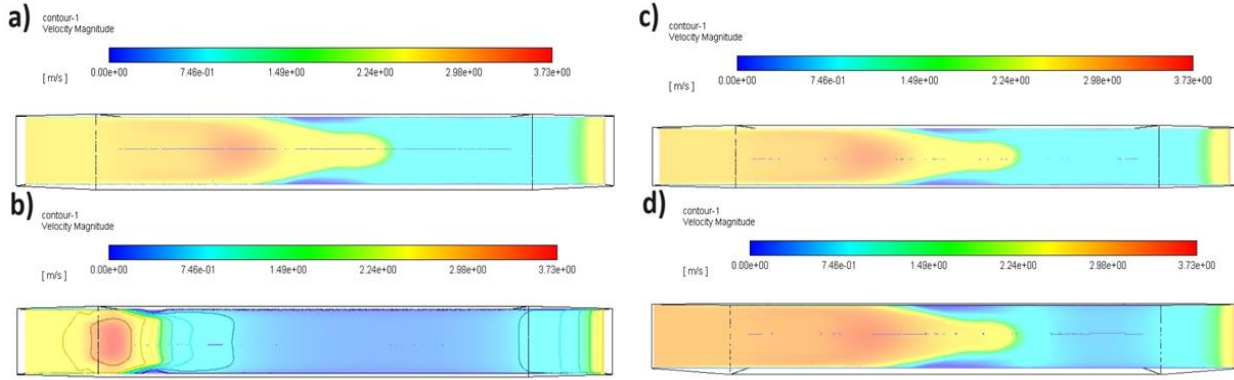 a)
contour-1
Velocity Magnitude
[ m/s ]
0.00e+00 7.46e-01 1.49e+00 2.24e+00 2.98e+00 3.73e+00
b)
contour-1
Velocity Magnitude
[ m/s ]
0.00e+00 7.46e-01 1.49e+00 2.24e+00 2.98e+00 3.73e+00
c)
contour-1
Velocity Magnitude
[ m/s ]
0.00e+00 7.46e-01 1.49e+00 2.24e+00 2.98e+00 3.73e+00
d)
contour-1
Velocity Magnitude
[ m/s ]
0.00e+00 7.46e-01 1.49e+00 2.24e+00 2.98e+00 3.73e+00